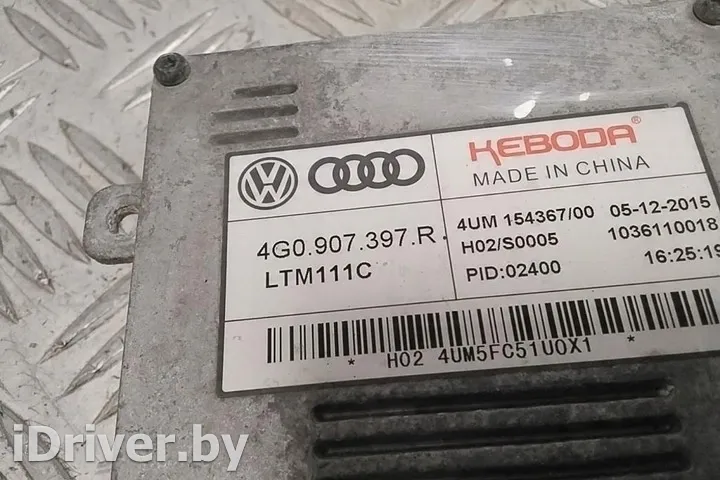 KEBODA®
MADE IN CHINA
4G0.907.397.R.
LTM111C
4UM 154367/00 05-12-2015
H02/S0005 1036110018
PID:02400 16:25:19
* H02 4UM5FC51U0X1 *
iDriver.by